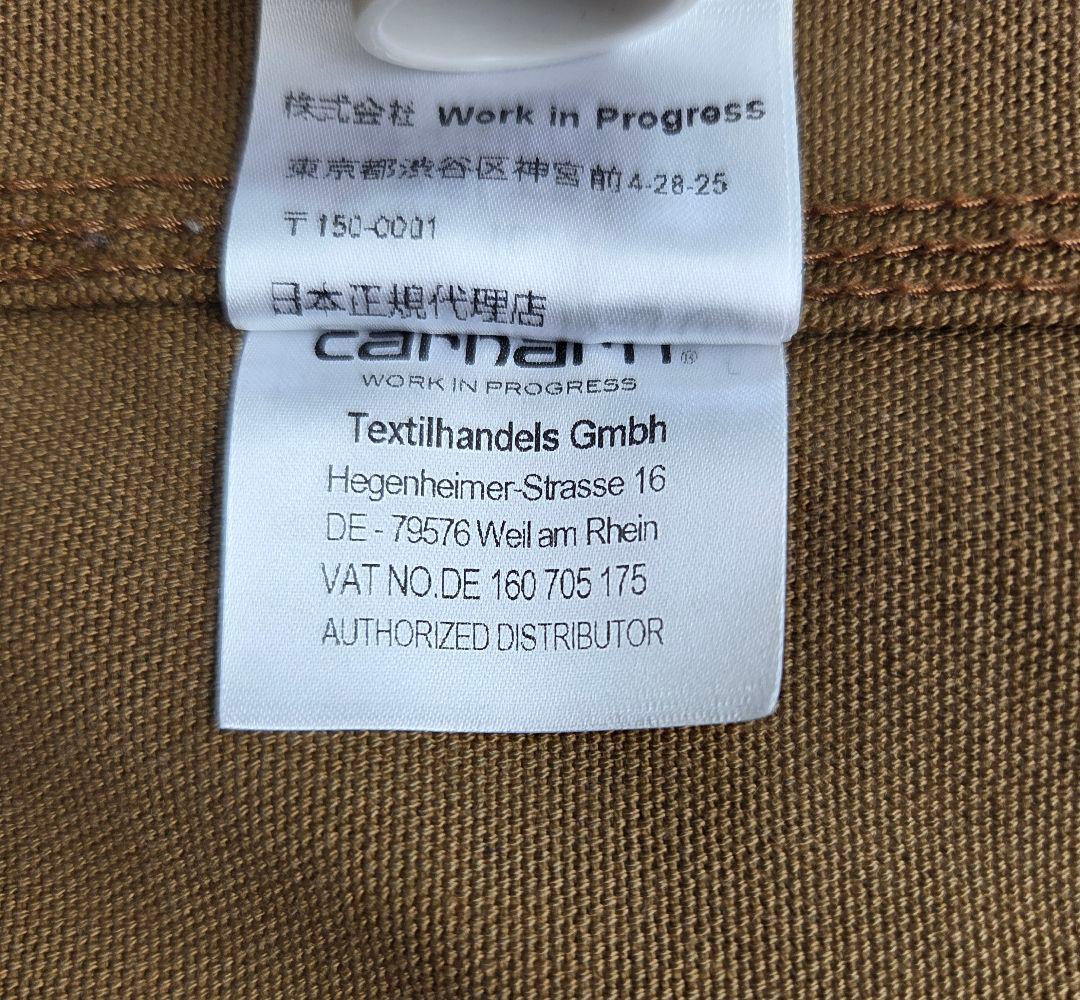 株式会社 Work in Progress
東京都渋谷区神宮前4-28-25
〒150-0001
日本正規代理店
carhartt®
WORK IN PROGRESS
Textilhandels Gmbh
Hegenheimer-Strasse 16
DE - 79576 Weil am Rhein
VAT NO.DE 160 705 175
AUTHORIZED DISTRIBUTOR